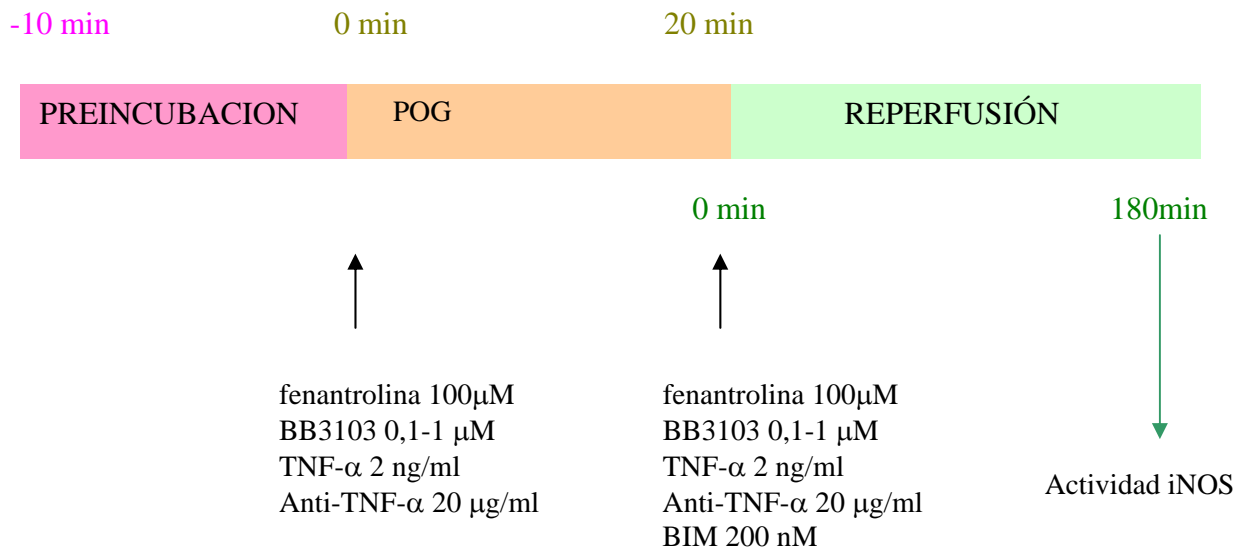 -10 min 0 min 20 min
PREINCUBACION POG REPERFUSIÓN
0 min 180min
fenantrolina 100μM
BB3103 0,1-1 μM
TNF-α 2 ng/ml
Anti-TNF-α 20 μg/ml
fenantrolina 100μM
BB3103 0,1-1 μM
TNF-α 2 ng/ml
Anti-TNF-α 20 μg/ml
BIM 200 nM
Actividad iNOS